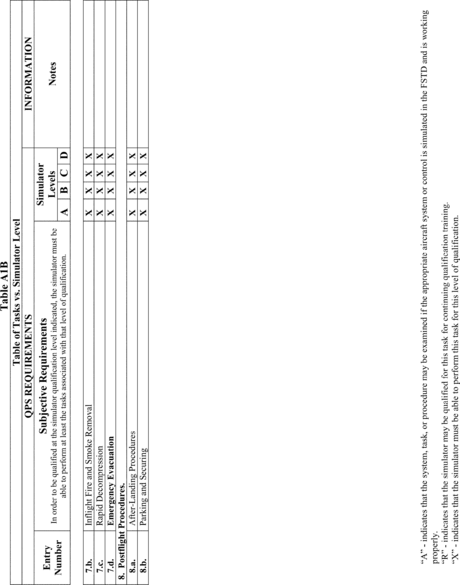 Table A1B
Table of Tasks vs. Simulator Level
QPS REQUIREMENTS INFORMATION
Entry Number
Subjective Requirements
In order to be qualified at the simulator qualification level indicated, the simulator must be
able to perform at least the tasks associated with that level of qualification.
Simulator Levels
A B C D
Notes
7.b. Inflight Fire and Smoke Removal X X X X
7.c. Rapid Decompression X X X X
7.d. Emergency Evacuation X X X X
8. Postflight Procedures.
8.a. After-Landing Procedures X X X X
8.b. Parking and Securing X X X X
“A” - indicates that the system, task, or procedure may be examined if the appropriate aircraft system or control is simulated in the FSTD and is working
properly.
“R” - indicates that the simulator may be qualified for this task for continuing qualification training.
“X” - indicates that the simulator must be able to perform this task for this level of qualification.